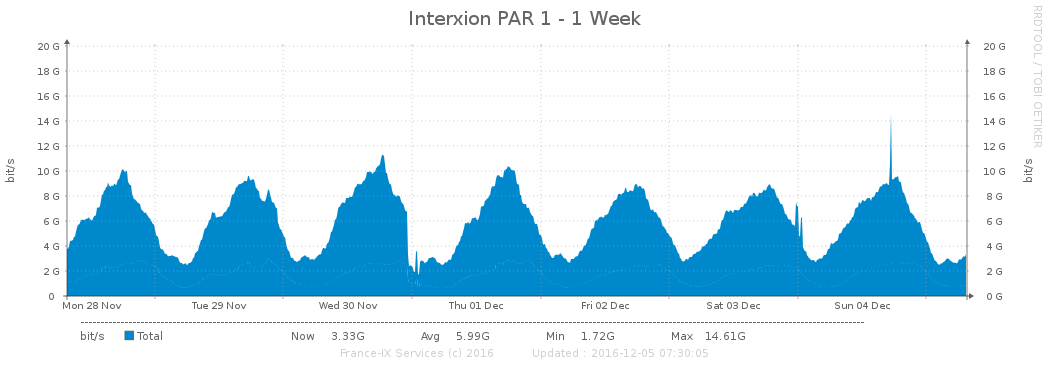 Interxion PAR 1 - 1 Week
RRDTOOL / TOBI OETIKER
bit/s
bit/s
20 G
20 G
18 G
18 G
16 G
16 G
14 G
14 G
12 G
12 G
10 G
10 G
8 G
8 G
6 G
6 G
4 G
4 G
2 G
2 G
0
0 G
Mon 28 Nov Tue 29 Nov Wed 30 Nov Thu 01 Dec Fri 02 Dec Sat 03 Dec Sun 04 Dec
bit/s Total Now 3.33G Avg 5.99G Min 1.72G Max 14.61G
France-IX Services (c) 2016 Updated : 2016-12-05 07:30:05